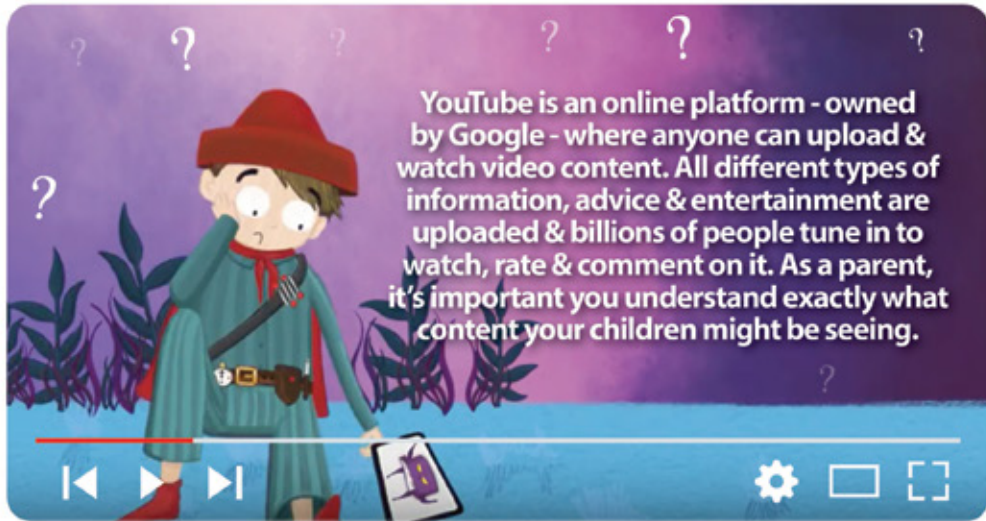 YouTube is an online platform - owned
by Google - where anyone can upload &
watch video content. All different types of
information, advice & entertainment are
uploaded & billions of people tune in to
watch, rate & comment on it. As a parent,
it's important you understand exactly what
content your children might be seeing.